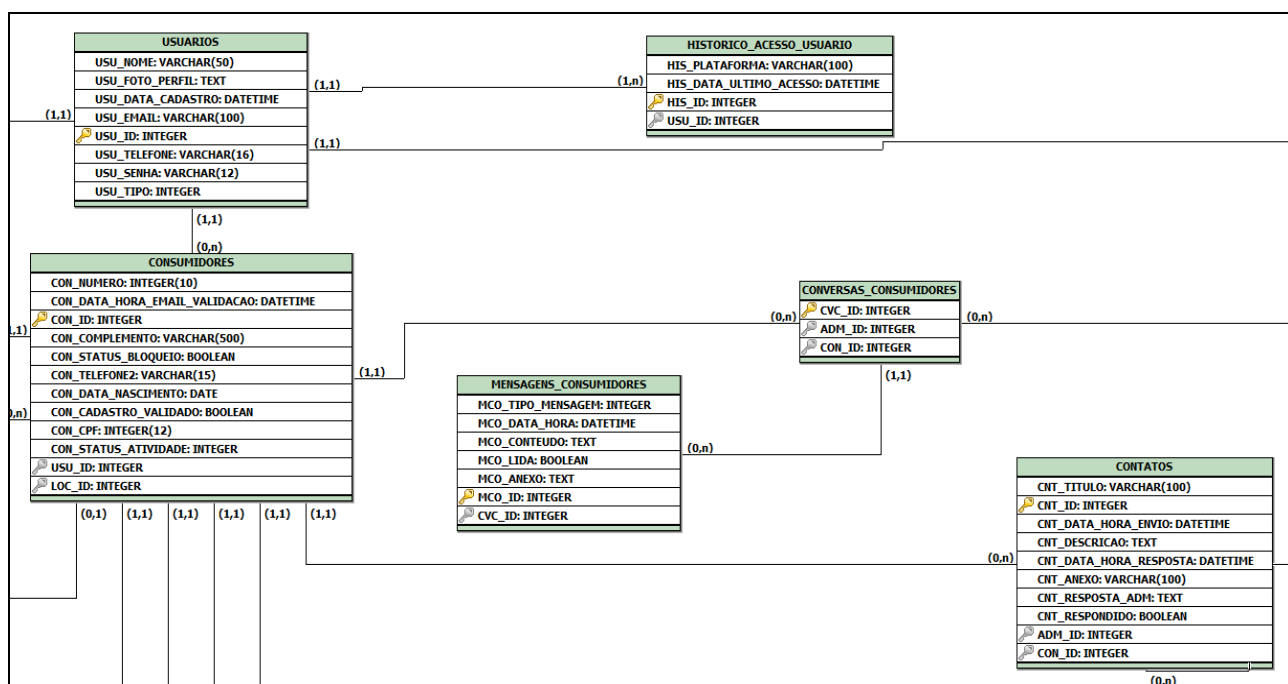 USUARIOS
USU_NOME: VARCHAR(50)
USU_FOTO_PERFIL: TEXT
USU_DATA_CADASTRO: DATETIME
USU_EMAIL: VARCHAR(100)
USU_ID: INTEGER
USU_TELEFONE: VARCHAR(16)
USU_SENHA: VARCHAR(12)
USU_TIPO: INTEGER
(1,1)
(1,1)
(1,n)
(1,1)
(1,1)
(0,n)
HISTORICO_ACESSO_USUARIO
HIS_PLATAFORMA: VARCHAR(100)
HIS_DATA_ULTIMO_ACESSO: DATETIME
HIS_ID: INTEGER
USU_ID: INTEGER
CONSUMIDORES
CON_NUMERO: INTEGER(10)
CON_DATA_HORA_EMAIL_VALIDACAO: DATETIME
CON_ID: INTEGER
CON_COMPLEMENTO: VARCHAR(500)
CON_STATUS_BLOQUEIO: BOOLEAN
CON_TELEFONE2: VARCHAR(15)
CON_DATA_NASCIMENTO: DATE
CON_CADASTRO_VALIDADO: BOOLEAN
CON_CPF: INTEGER(12)
CON_STATUS_ATIVIDADE: INTEGER
USU_ID: INTEGER
LOC_ID: INTEGER
,1)
0,n)
(1,1)
(0,n)
(0,n)
(0,1)
(1,1)
(1,1)
(1,1)
(1,1)
(1,1)
CONVERSAS_CONSUMIDORES
CVC_ID: INTEGER
ADM_ID: INTEGER
CON_ID: INTEGER
(1,1)
MENSAGENS_CONSUMIDORES
MCO_TIPO_MENSAGEM: INTEGER
MCO_DATA_HORA: DATETIME
MCO_CONTEUDO: TEXT
MCO_LIDA: BOOLEAN
MCO_ANEXO: TEXT
MCO_ID: INTEGER
CVC_ID: INTEGER
(0,n)
CONTATOS
CNT_TITULO: VARCHAR(100)
CNT_ID: INTEGER
CNT_DATA_HORA_ENVIO: DATETIME
CNT_DESCRICAO: TEXT
CNT_DATA_HORA_RESPOSTA: DATETIME
CNT_ANEXO: VARCHAR(100)
CNT_RESPOSTA_ADM: TEXT
CNT_RESPONDIDO: BOOLEAN
ADM_ID: INTEGER
CON_ID: INTEGER
(0,n)
(0,n)